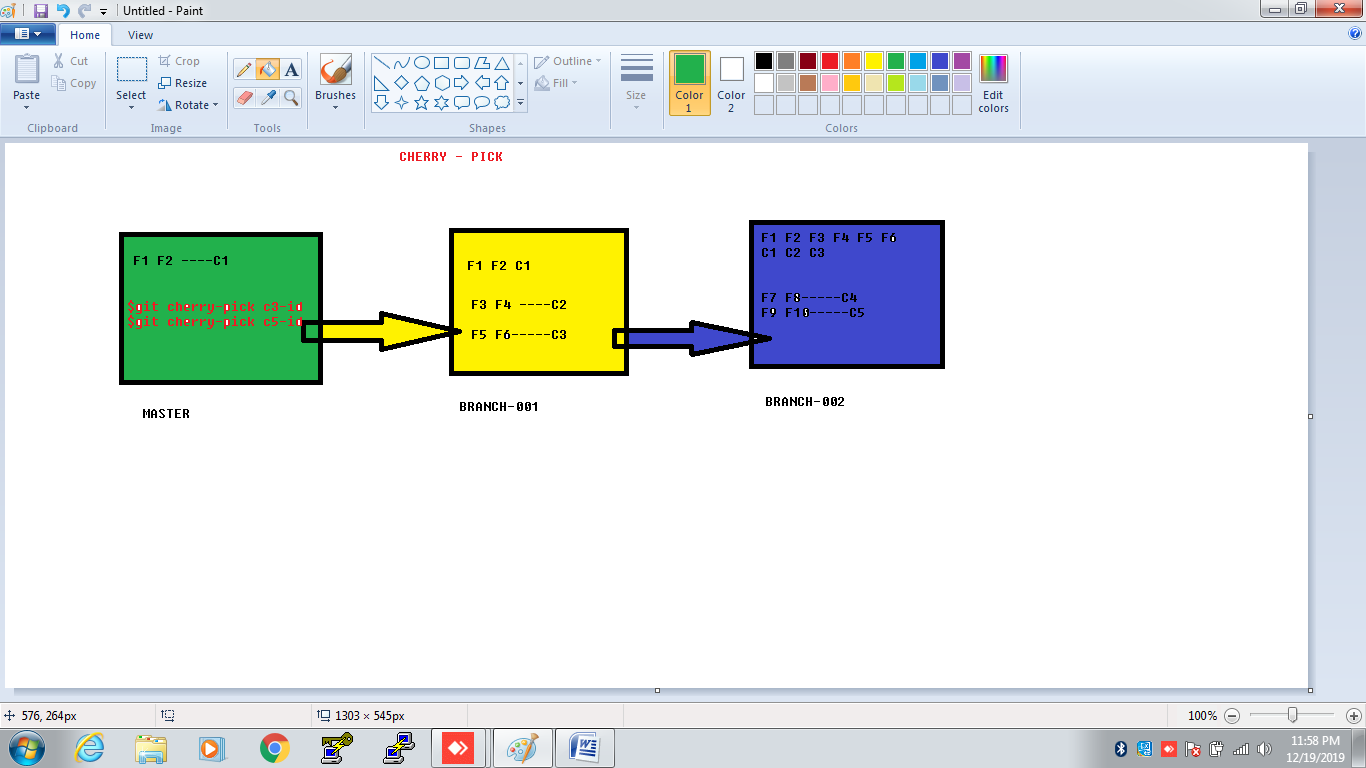 Untitled - Paint
Home View
Paste
Cut
Copy
Clipboard
Select
Crop
Resize
Rotate
Image
Tools
Brushes
Shapes
Outline
Fill
Size
Color 1
Color 2
Edit colors
Colors
CHERRY - PICK
F1 F2 ----C1
$git cherry-pick c3-id
$git cherry-pick c5-id
MASTER
F1 F2 C1
F3 F4 ----C2
F5 F6-----C3
BRANCH-001
F1 F2 F3 F4 F5 F6
C1 C2 C3
F7 F8-----C4
F9 F10-----C5
BRANCH-002
576, 264px
1303 × 545px
100%
11:58 PM
12/19/2019